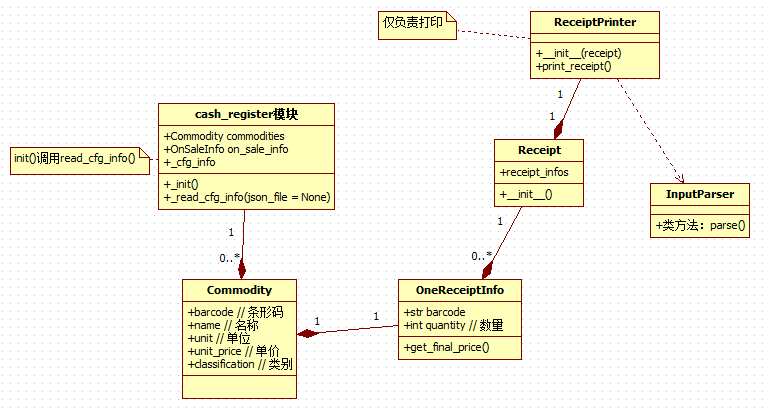 仅负责打印
ReceiptPrinter
+__init__(receipt)
+print_receipt()
1
1
cash_register模块
+Commodity commodities
+OnSaleInfo on_sale_info
+_cfg_info
+_init()
+_read_cfg_info(json_file = None)
init()调用read_cfg_info()
Receipt
+receipt_infos
+__init__()
InputParser
+类方法：parse()
1
0..*
1
0..*
Commodity
+barcode // 条形码
+name // 名称
+unit // 单位
+unit_price // 单价
+classification // 类别
1
1
OneReceiptInfo
+str barcode
+int quantity // 数量
+get_final_price()